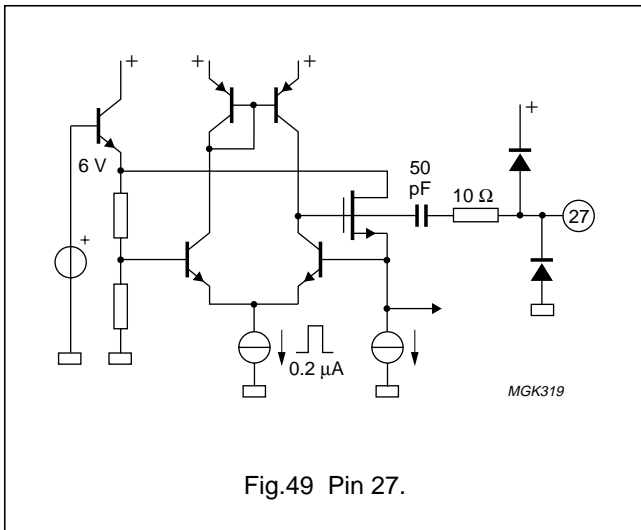 +
+
+
+
6 V
50
pF
10 Ω
27
+
0.2 μA
MGK319
Fig.49 Pin 27.